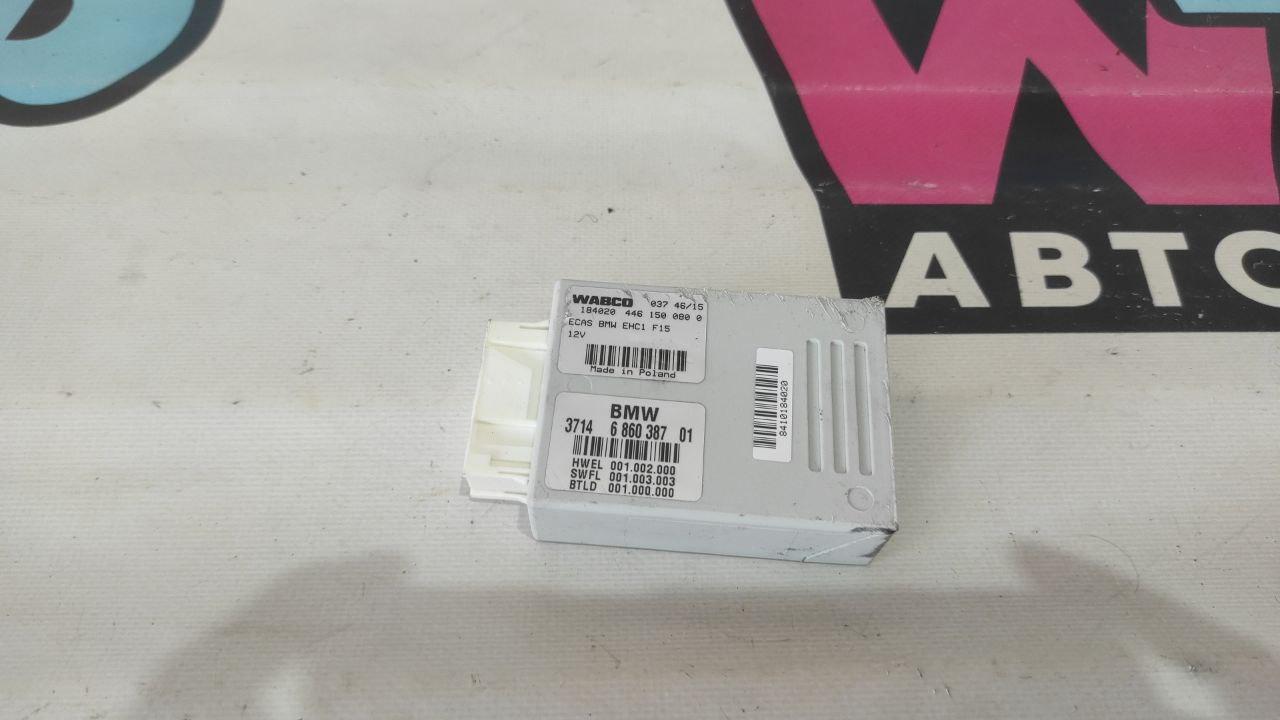 АВТО
WABCO 037 46/15
184020 446 150 080 0
ECAS BMW EHC1 F15
12V
Made in Poland
BMW
3714 6 860 387 01
HWEL 001.002.000
SWFL 001.003.003
BTLD 001.000.000
8410184020